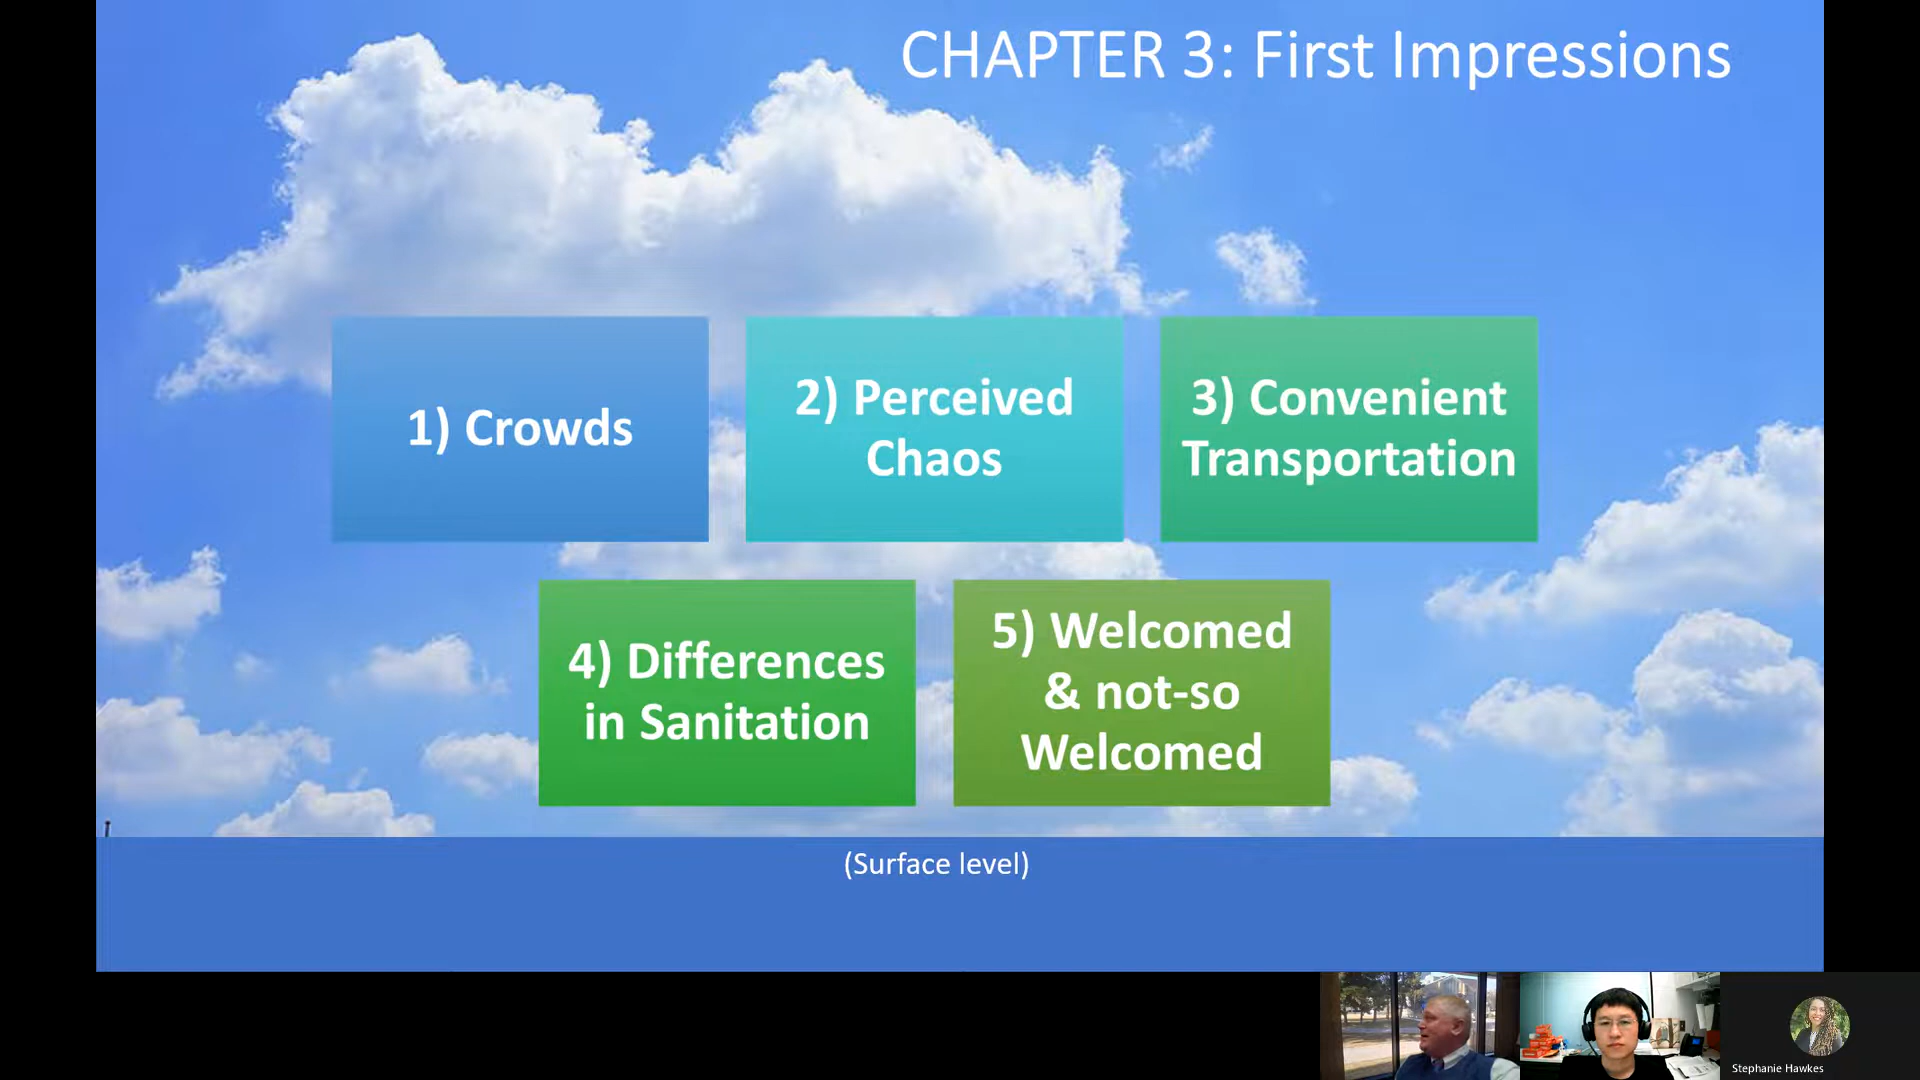 CHAPTER 3: First Impressions
1) Crowds
2) Perceived
Chaos
3) Convenient
Transportation
4) Differences
in Sanitation
5) Welcomed
& not-so
Welcomed
(Surface level)
Stephanie Hawkes